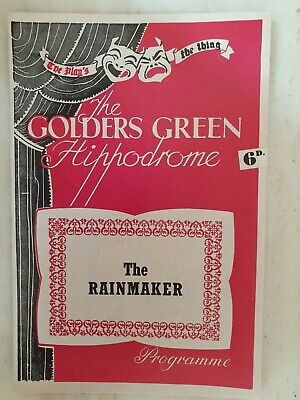 The Play's the thing
The
GOLDERS GREEN
Hippodrome
6D.
The
RAINMAKER
Programme